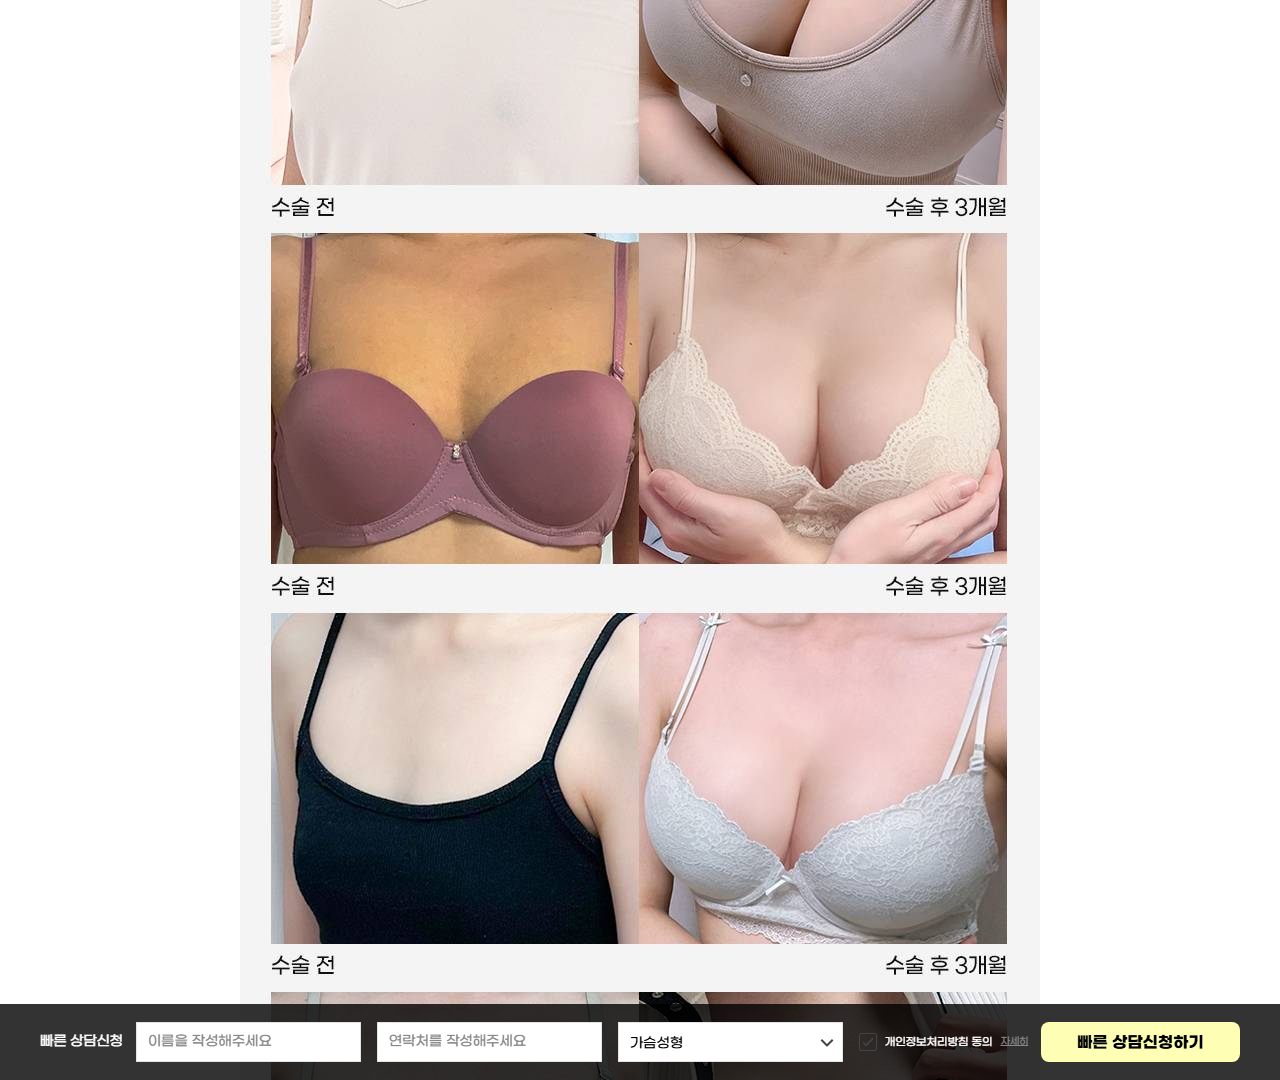 수술 전
수술 후 3개월
수술 전
수술 후 3개월
수술 전
수술 후 3개월
빠른 상담신청
이름을 작성해주세요
연락처를 작성해주세요
가슴성형
개인정보처리방침 동의 자세히
빠른 상담신청하기